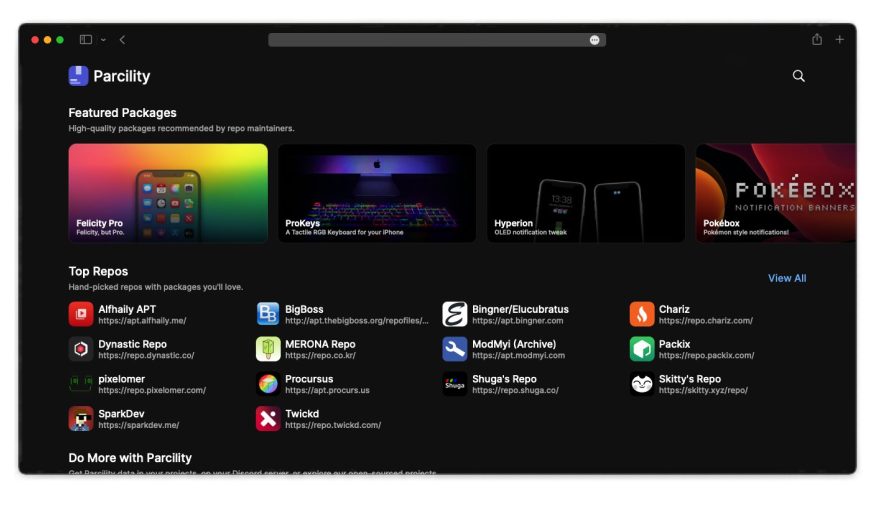 Parcility
Featured Packages
High-quality packages recommended by repo maintainers.
13:38
POKÉBOX
NOTIFICATION BANNERS
Felicity Pro
Felicity, but Pro.
ProKeys
A Tactile RGB Keyboard for your iPhone
Hyperion
OLED notification tweak
Pokébox
Pokémon style notifications!
Top Repos
View All
Hand-picked repos with packages you'll love.
Alfhaily APT
https://apt.alfhaily.me/
BigBoss
http://apt.thebigboss.org/repofiles/...
Bingner/Elucubratus
https://apt.bingner.com
Chariz
https://repo.chariz.com/
Dynastic Repo
https://repo.dynastic.co/
MERONA Repo
https://repo.co.kr/
ModMyi (Archive)
https://apt.modmyi.com
Packix
https://repo.packix.com/
pixelomer
https://repo.pixelomer.com/
Procursus
https://apt.procurs.us
Shuga
Shuga's Repo
https://repo.shuga.co/
Skitty's Repo
https://skitty.xyz/repo/
SparkDev
https://sparkdev.me/
Twickd
https://repo.twickd.com/
Do More with Parcility
Get Parcility data in your projects, on your Discord server, or explore our open-sourced projects.